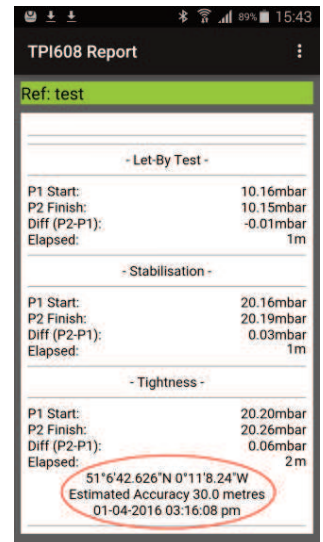 89% 15:43
TPI608 Report
Ref: test
- Let-By Test -
P1 Start: 10.16mbar
P2 Finish: 10.15mbar
Diff (P2-P1): -0.01mbar
Elapsed: 1m
- Stabilisation -
P1 Start: 20.16mbar
P2 Finish: 20.19mbar
Diff (P2-P1): 0.03mbar
Elapsed: 1m
- Tightness -
P1 Start: 20.20mbar
P2 Finish: 20.26mbar
Diff (P2-P1): 0.06mbar
Elapsed: 2m
51°6'42.626"N 0°11'8.24"W
Estimated Accuracy 30.0 metres
01-04-2016 03:16:08 pm